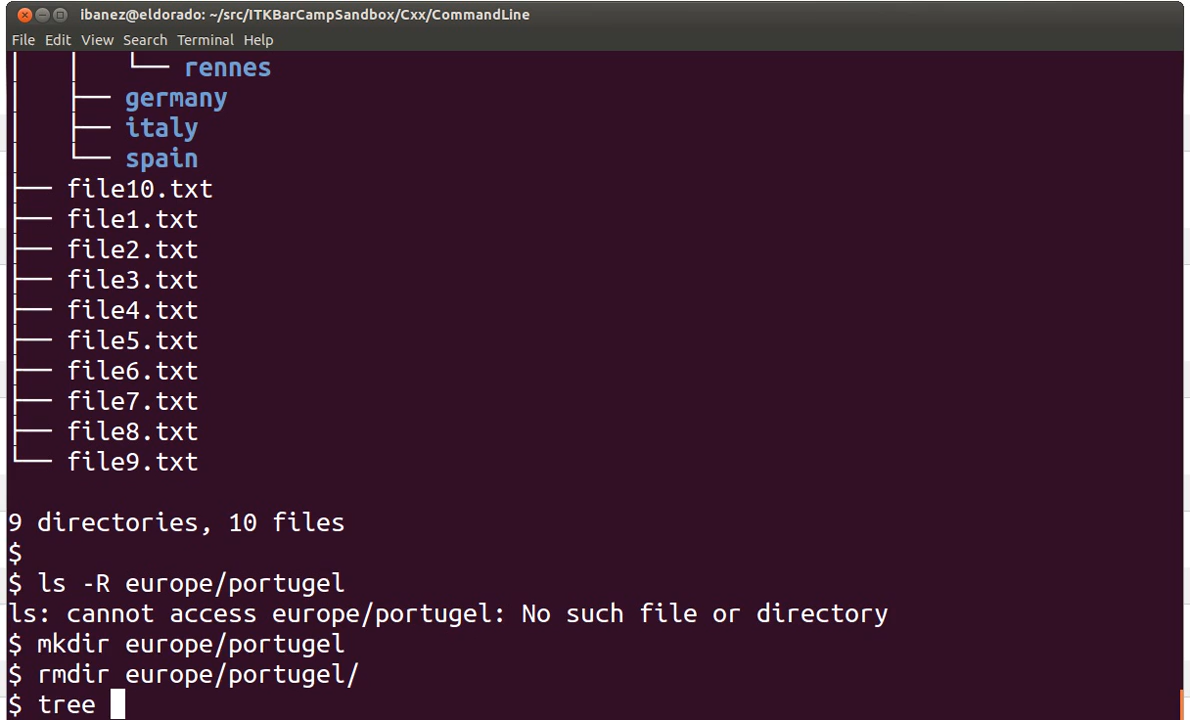 ibanez@eldorado: ~/src/ITKBarCampSandbox/Cxx/CommandLine
File Edit View Search Terminal Help
│   │   └── rennes
│   ├── germany
│   ├── italy
│   └── spain
├── file10.txt
├── file1.txt
├── file2.txt
├── file3.txt
├── file4.txt
├── file5.txt
├── file6.txt
├── file7.txt
├── file8.txt
└── file9.txt
9 directories, 10 files
$
$ ls -R europe/portugel
ls: cannot access europe/portugel: No such file or directory
$ mkdir europe/portugel
$ rmdir europe/portugel/
$ tree